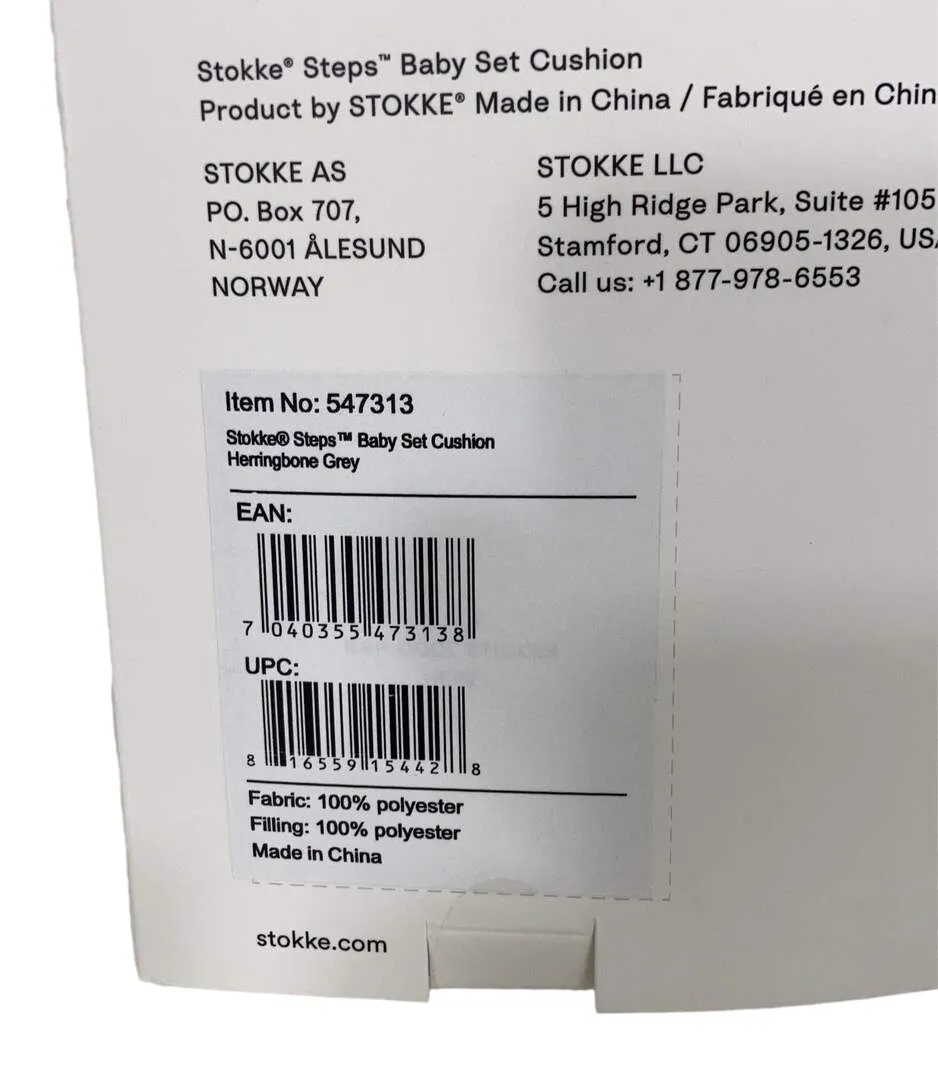 Stokke® Steps™ Baby Set Cushion
Product by STOKKE® Made in China / Fabriqué en Chin
STOKKE AS
PO. Box 707,
N-6001 ÅLESUND
NORWAY
STOKKE LLC
5 High Ridge Park, Suite #105
Stamford, CT 06905-1326, USA
Call us: +1 877-978-6553
Item No: 547313
Stokke® Steps™ Baby Set Cushion
Herringbone Grey
EAN:
7 040355 473138
UPC:
8 16559 15442 8
Fabric: 100% polyester
Filling: 100% polyester
Made in China
stokke.com